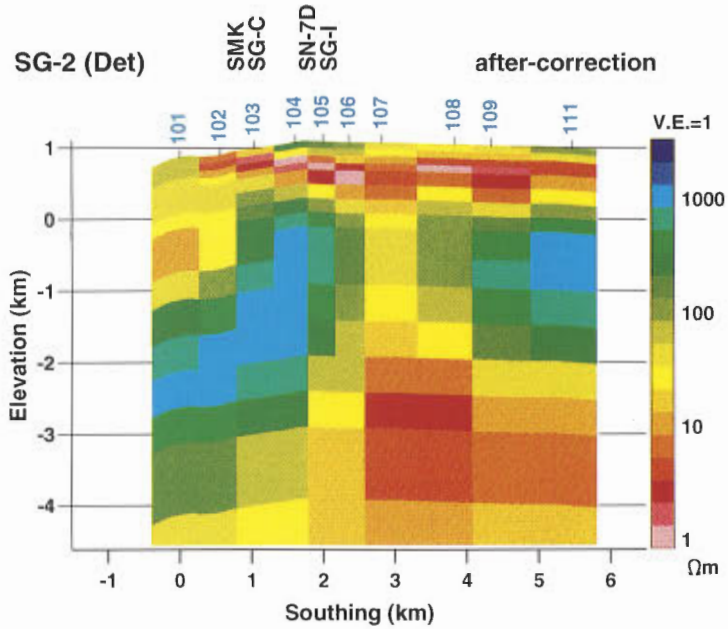 SG-2 (Det)
SMK
SG-C
SN-7D
SG-I
after-correction
101
102
103
104
105
106
107
108
109
111
V.E.=1
1
0
-1
-2
-3
-4
Elevation (km)
1000
100
10
1
Ωm
-1 0 1 2 3 4 5 6
Southing (km)